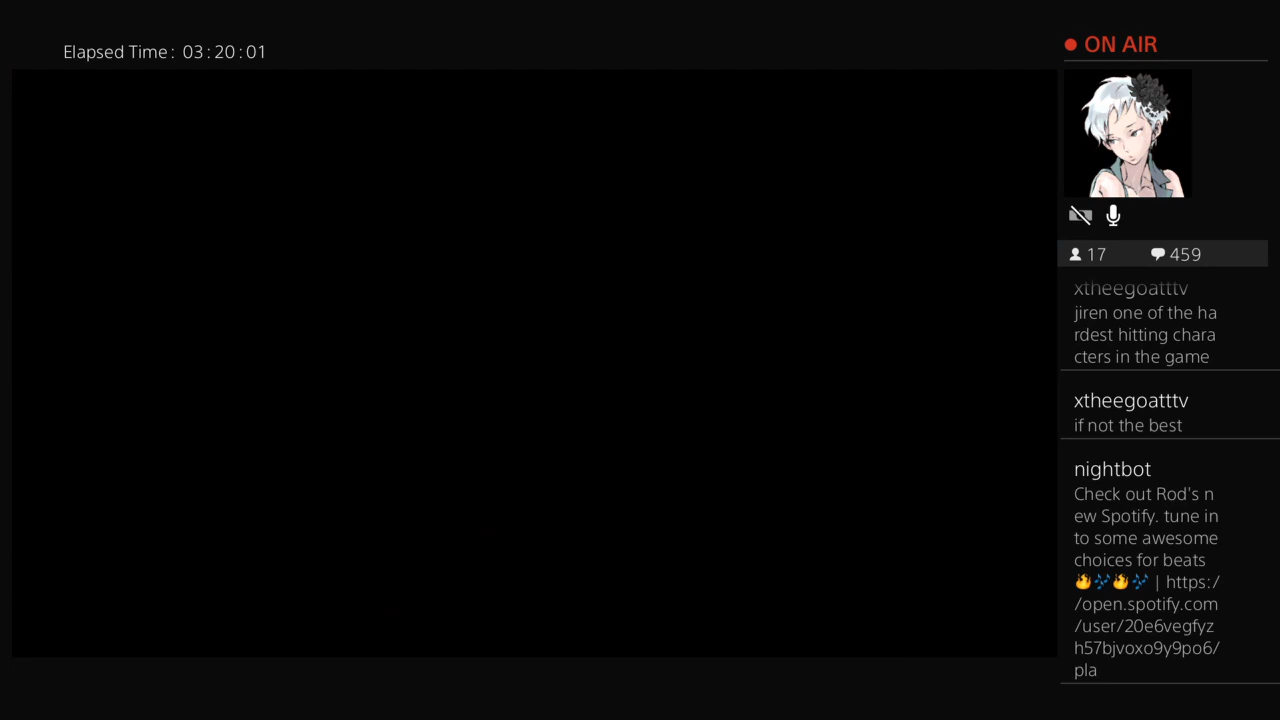 Elapsed Time: 03:20:01
ON AIR
17 459
xtheegoatttv
jiren one of the ha
rdest hitting chara
cters in the game
xtheegoatttv
if not the best
nightbot
Check out Rod's n
ew Spotify. tune in
to some awesome
choices for beats
🔥🎶🔥🎶 | https:/
/open.spotify.com
/user/20e6vegfyz
h57bjvoxo9y9po6/
pla